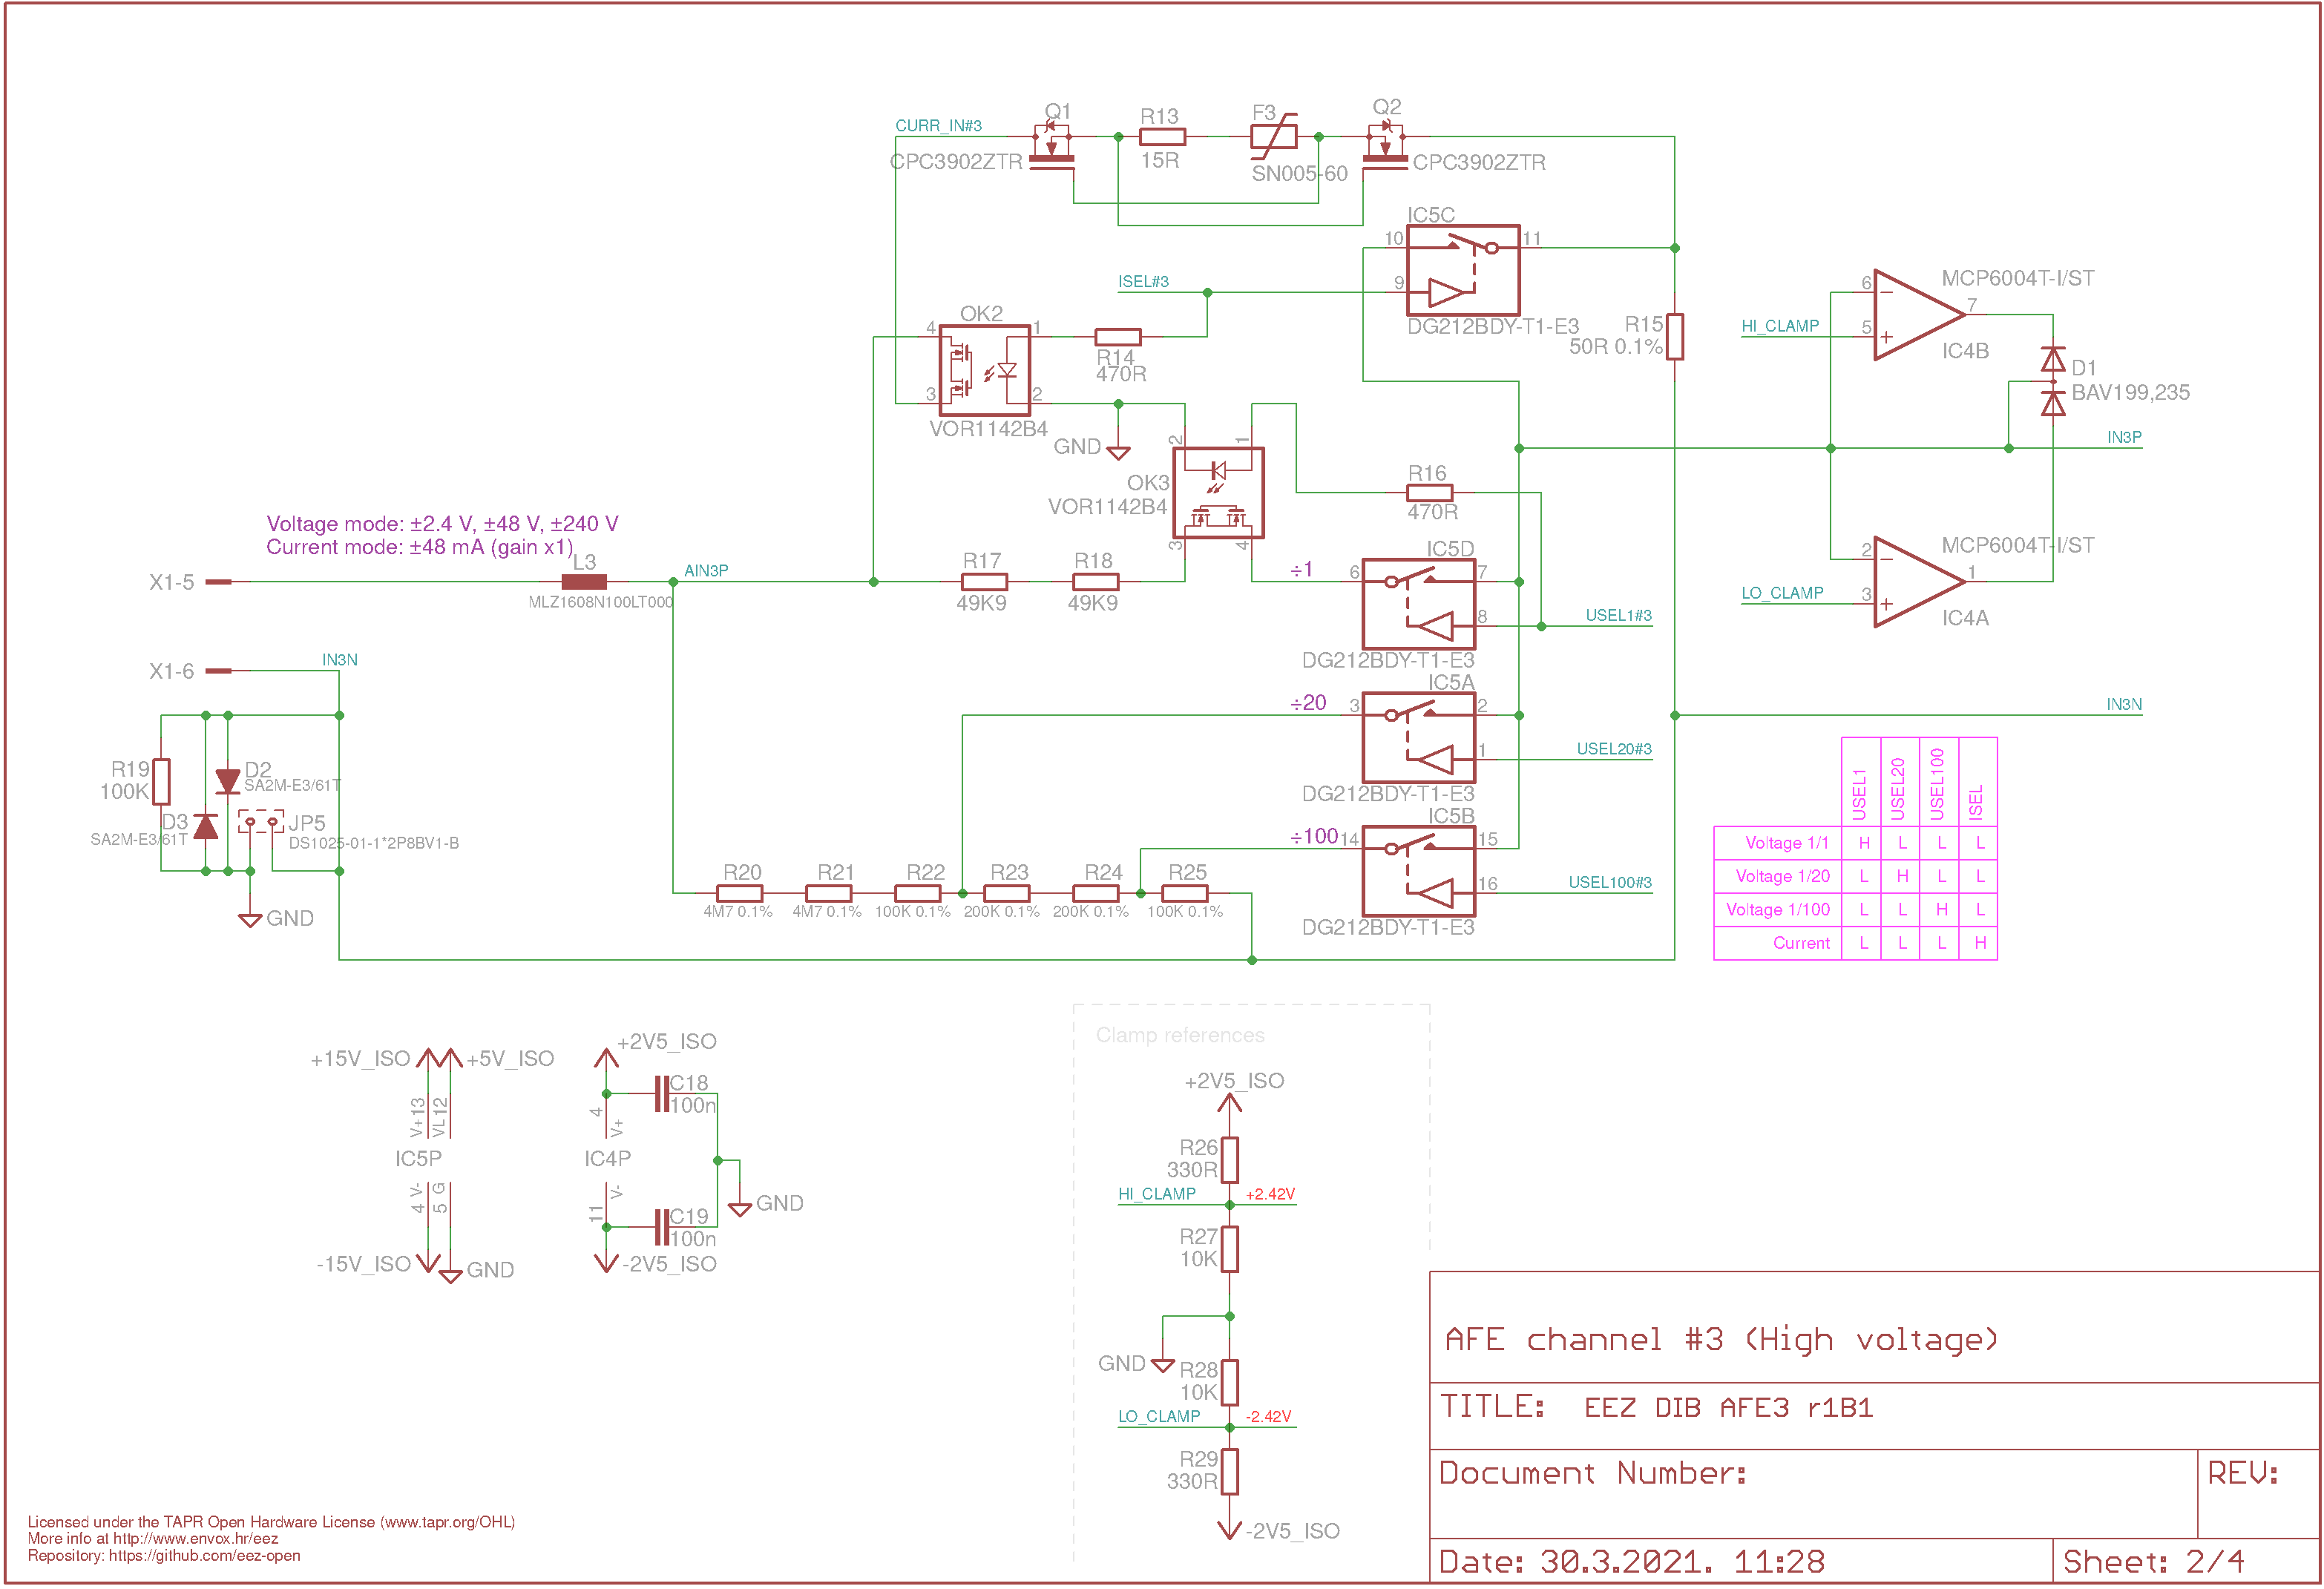 Q1
R13
F3
Q2
CURR_IN#3
CPC3902ZTR
15R
SN005-60
CPC3902ZTR
IC5C
10
11
ISEL#3
9
DG212BDY-T1-E3
OK2
4
1
3
2
VOR1142B4
R14
470R
GND
R15
50R 0.1%
6
5
7
HI_CLAMP
MCP6004T-I/ST
IC4B
D1
BAV199,235
IN3P
2
1
OK3
VOR1142B4
3
4
R16
470R
Voltage mode: ±2.4 V, ±48 V, ±240 V
Current mode: ±48 mA (gain x1)
X1-5
L3
MLZ1608N100LT000
AIN3P
R17
49K9
R18
49K9
÷1
IC5D
6
7
8
USEL1#3
DG212BDY-T1-E3
MCP6004T-I/ST
2
3
1
LO_CLAMP
IC4A
X1-6
IN3N
÷20
IC5A
3
2
1
USEL20#3
DG212BDY-T1-E3
IN3N
R19
100K
D2
SA2M-E3/61T
D3
SA2M-E3/61T
JP5
DS1025-01-1*2P8BV1-B
GND
÷100
IC5B
14
15
16
USEL100#3
DG212BDY-T1-E3
R20
R21
R22
R23
R24
R25
4M7 0.1%
4M7 0.1%
100K 0.1%
200K 0.1%
200K 0.1%
100K 0.1%
USEL1 USEL20 USEL100 ISEL
Voltage 1/1 H L L L
Voltage 1/20 L H L L
Voltage 1/100 L L H L
Current L L L H
+15V_ISO
+5V_ISO
V+ 13
VL 12
IC5P
4 V-
5 G
-15V_ISO
GND
+2V5_ISO
C18
100n
4
V+
IC4P
V-
11
C19
100n
-2V5_ISO
GND
Clamp references
+2V5_ISO
R26
330R
HI_CLAMP
+2.42V
R27
10K
GND
R28
10K
LO_CLAMP
-2.42V
R29
330R
-2V5_ISO
AFE channel #3 (High voltage)
TITLE: EEZ DIB AFE3 r1B1
Document Number:
REV:
Date: 30.3.2021. 11:28
Sheet: 2/4
Licensed under the TAPR Open Hardware License (www.tapr.org/OHL)
More info at http://www.envox.hr/eez
Repository: https://github.com/eez-open